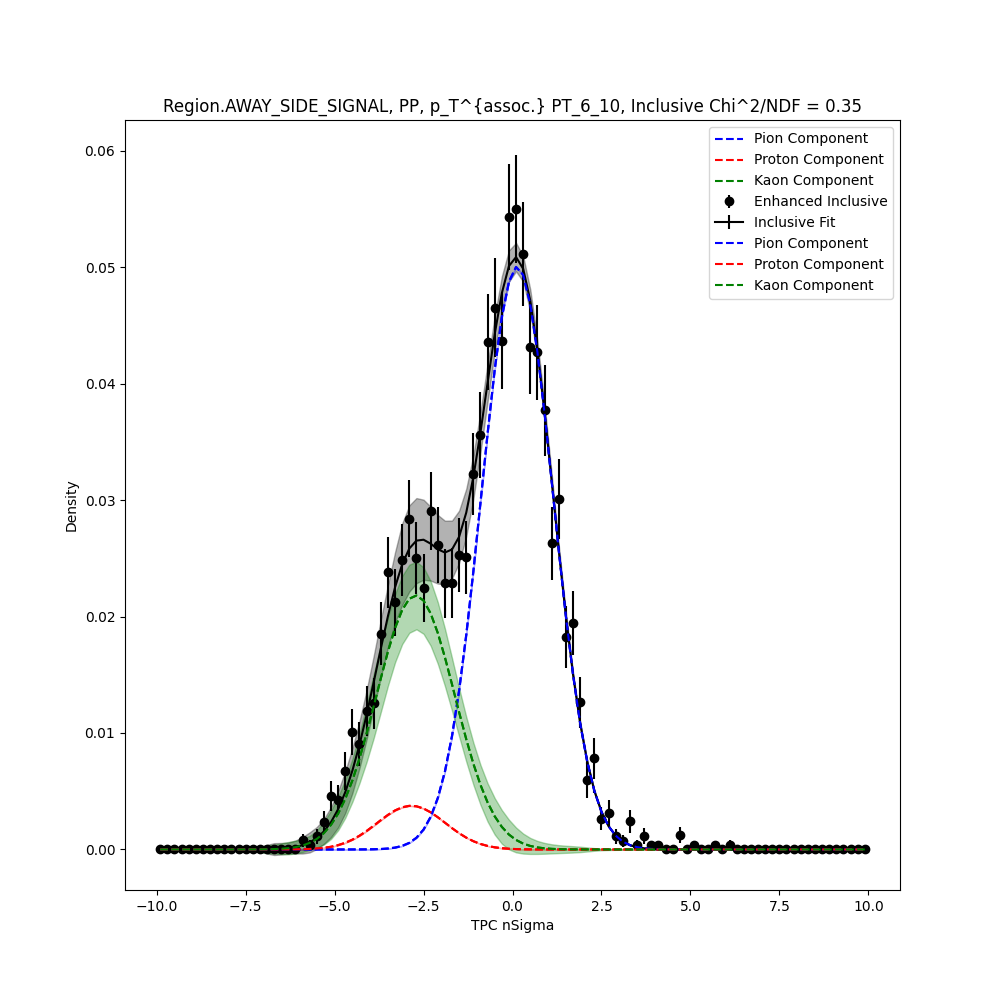 Region.AWAY_SIDE_SIGNAL, PP, p_T^{assoc.} PT_6_10, Inclusive Chi^2/NDF = 0.35
Pion Component
Proton Component
Kaon Component
Enhanced Inclusive
Inclusive Fit
Pion Component
Proton Component
Kaon Component
0.06
0.05
0.04
0.03
0.02
0.01
0.00
Density
−10.0 −7.5 −5.0 −2.5 0.0 2.5 5.0 7.5 10.0
TPC nSigma